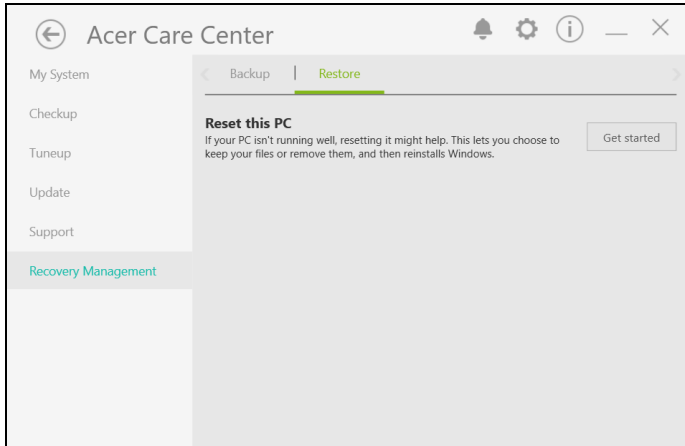 Acer Care Center
My System
Checkup
Tuneup
Update
Support
Recovery Management
Backup | Restore
Reset this PC
If your PC isn't running well, resetting it might help. This lets you choose to
keep your files or remove them, and then reinstalls Windows.
Get started